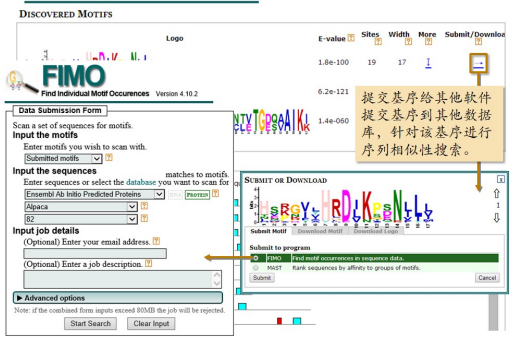 DISCOVERED MOTIFS
Logo
E-value ? Sites ? Width ? More ? Submit/Downloa
1.8e-100 19 17 ↧ →
6.2e-121
1.4e-060
提交基序给其他软件
提交基序到其他数据
库，针对该基序进行
序列相似性搜索。
FIMO
Find Individual Motif Occurences Version 4.10.2
Data Submission Form
Scan a set of sequences for motifs.
Input the motifs
Enter motifs you wish to scan with.
Submitted motifs ?
Input the sequences
matches to motifs.
Enter sequences or select the database you want to scan for
Ensembl Ab Initio Predicted Proteins PROTEIN ?
Alpaca ?
82 ?
Input job details
(Optional) Enter your email address. ?
(Optional) Enter a job description. ?
▶ Advanced options
Note: if the combined form inputs exceed 80MB the job will be rejected.
Start Search Clear Input
SUBMIT OR DOWNLOAD X
Submit Motif Download Motif Download Logo
Submit to program
FIMO Find motif occurrences in sequence data.
MAST Rank sequences by affinity to groups of motifs.
Submit Cancel